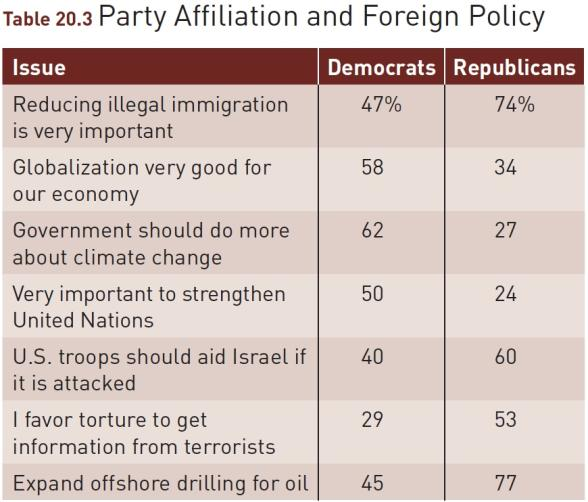 Table 20.3 Party Affiliation and Foreign Policy
Issue Democrats Republicans
Reducing illegal immigration 47% 74%
is very important
Globalization very good for 58 34
our economy
Government should do more 62 27
about climate change
Very important to strengthen 50 24
United Nations
U.S. troops should aid Israel if 40 60
it is attacked
I favor torture to get 29 53
information from terrorists
Expand offshore drilling for oil 45 77